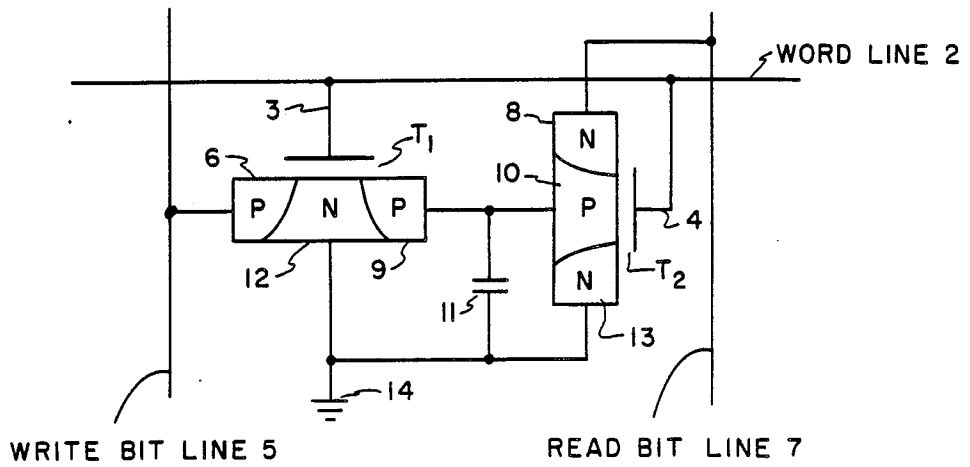 WORD LINE 2
3
8
N
T1
6
10
P N P
P
4
12
9
T2
11
N
13
14
WRITE BIT LINE 5
READ BIT LINE 7